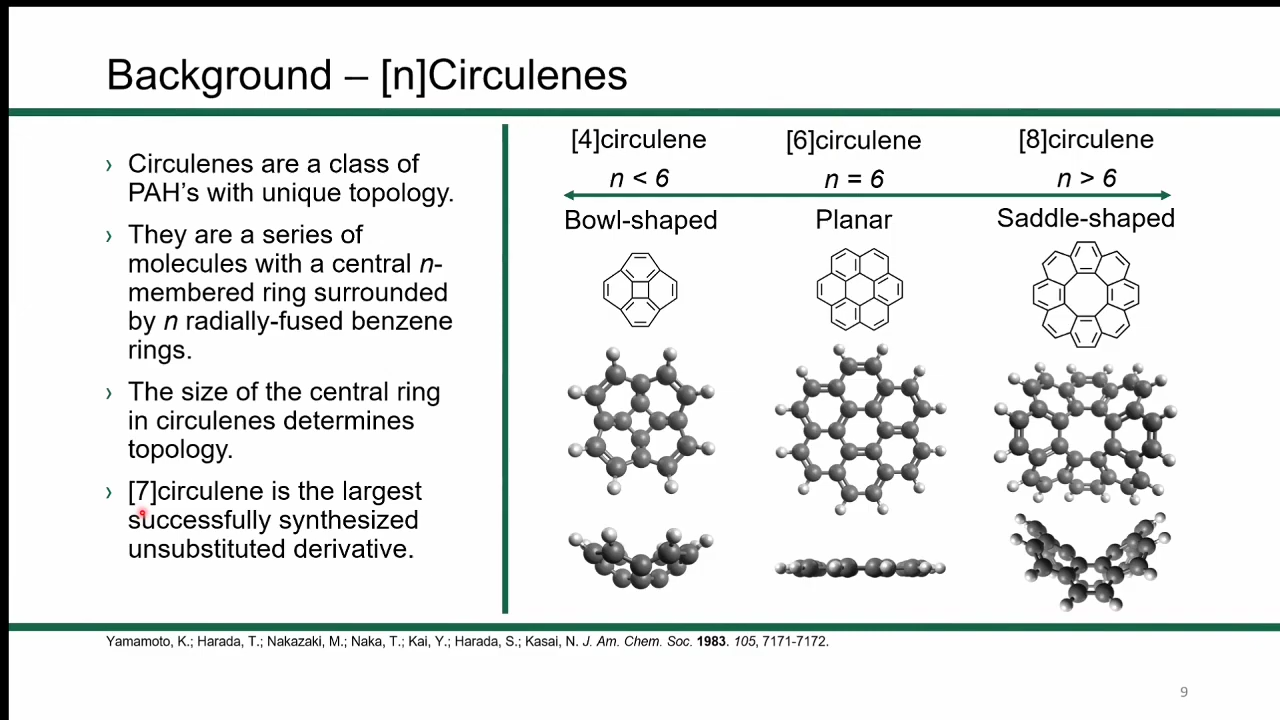 Background – [n]Circulenes
› Circulenes are a class of
PAH's with unique topology.
› They are a series of
molecules with a central n-
membered ring surrounded
by n radially-fused benzene
rings.
› The size of the central ring
in circulenes determines
topology.
› [7]circulene is the largest
successfully synthesized
unsubstituted derivative.
[4]circulene [6]circulene [8]circulene
n < 6 n = 6 n > 6
Bowl-shaped Planar Saddle-shaped
Yamamoto, K.; Harada, T.; Nakazaki, M.; Naka, T.; Kai, Y.; Harada, S.; Kasai, N. J. Am. Chem. Soc. 1983. 105, 7171-7172.
9